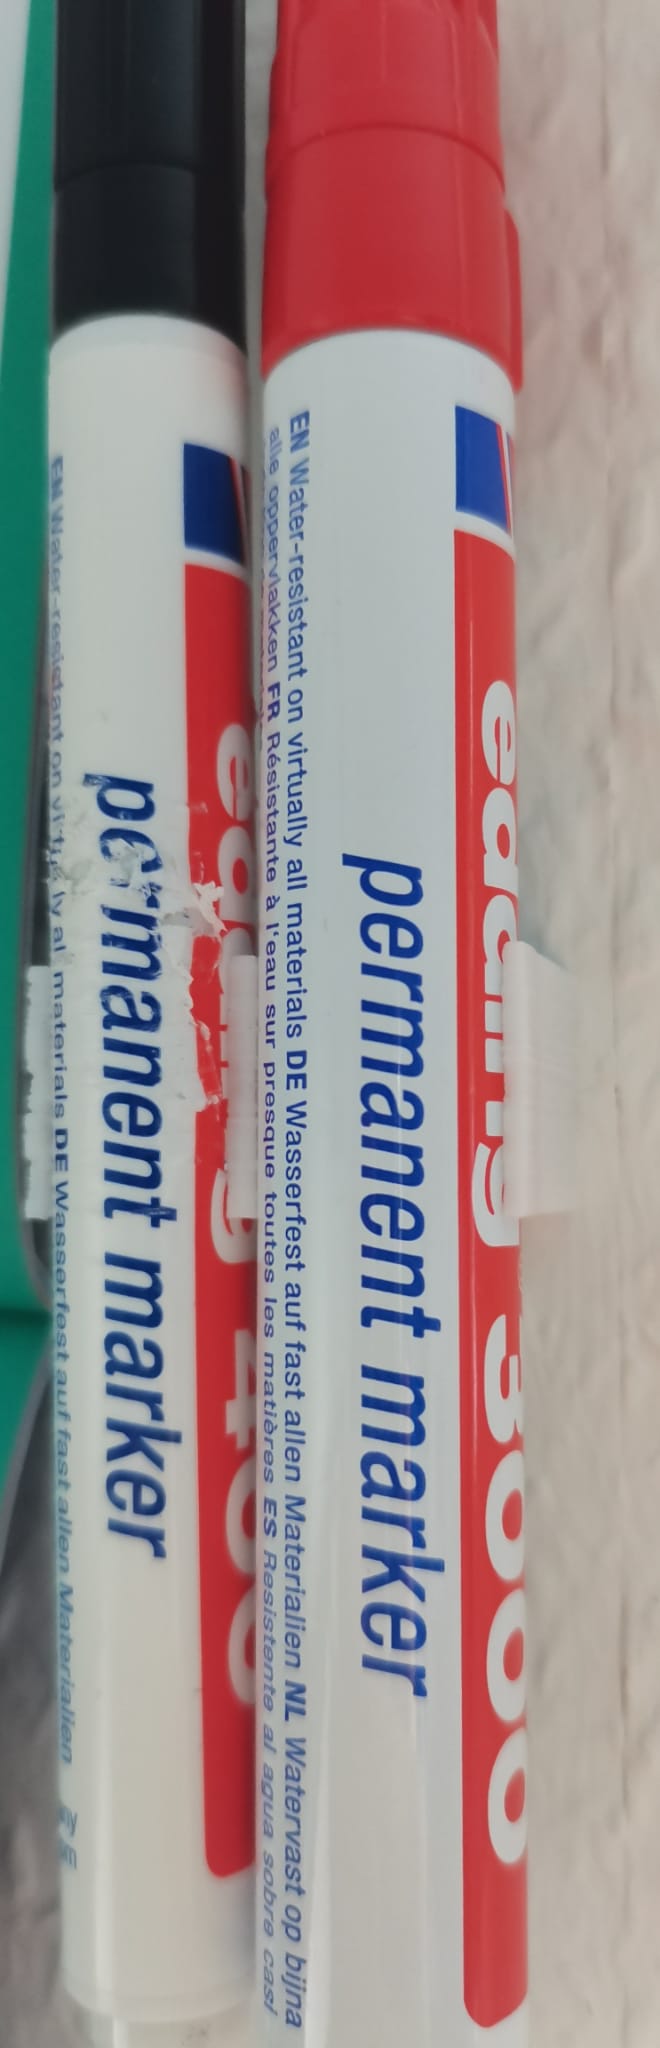 edding 400
permanent marker
EN Water-resistant on virtually all materials DE Wasserfest auf fast allen Materialien
edding 3000
permanent marker
EN Water-resistant on virtually all materials DE Wasserfest auf fast allen Materialien NL Watervast op bijna
alle oppervlakken FR Résistante à l'eau sur presque toutes les matières ES Resistente al agua sobre casi